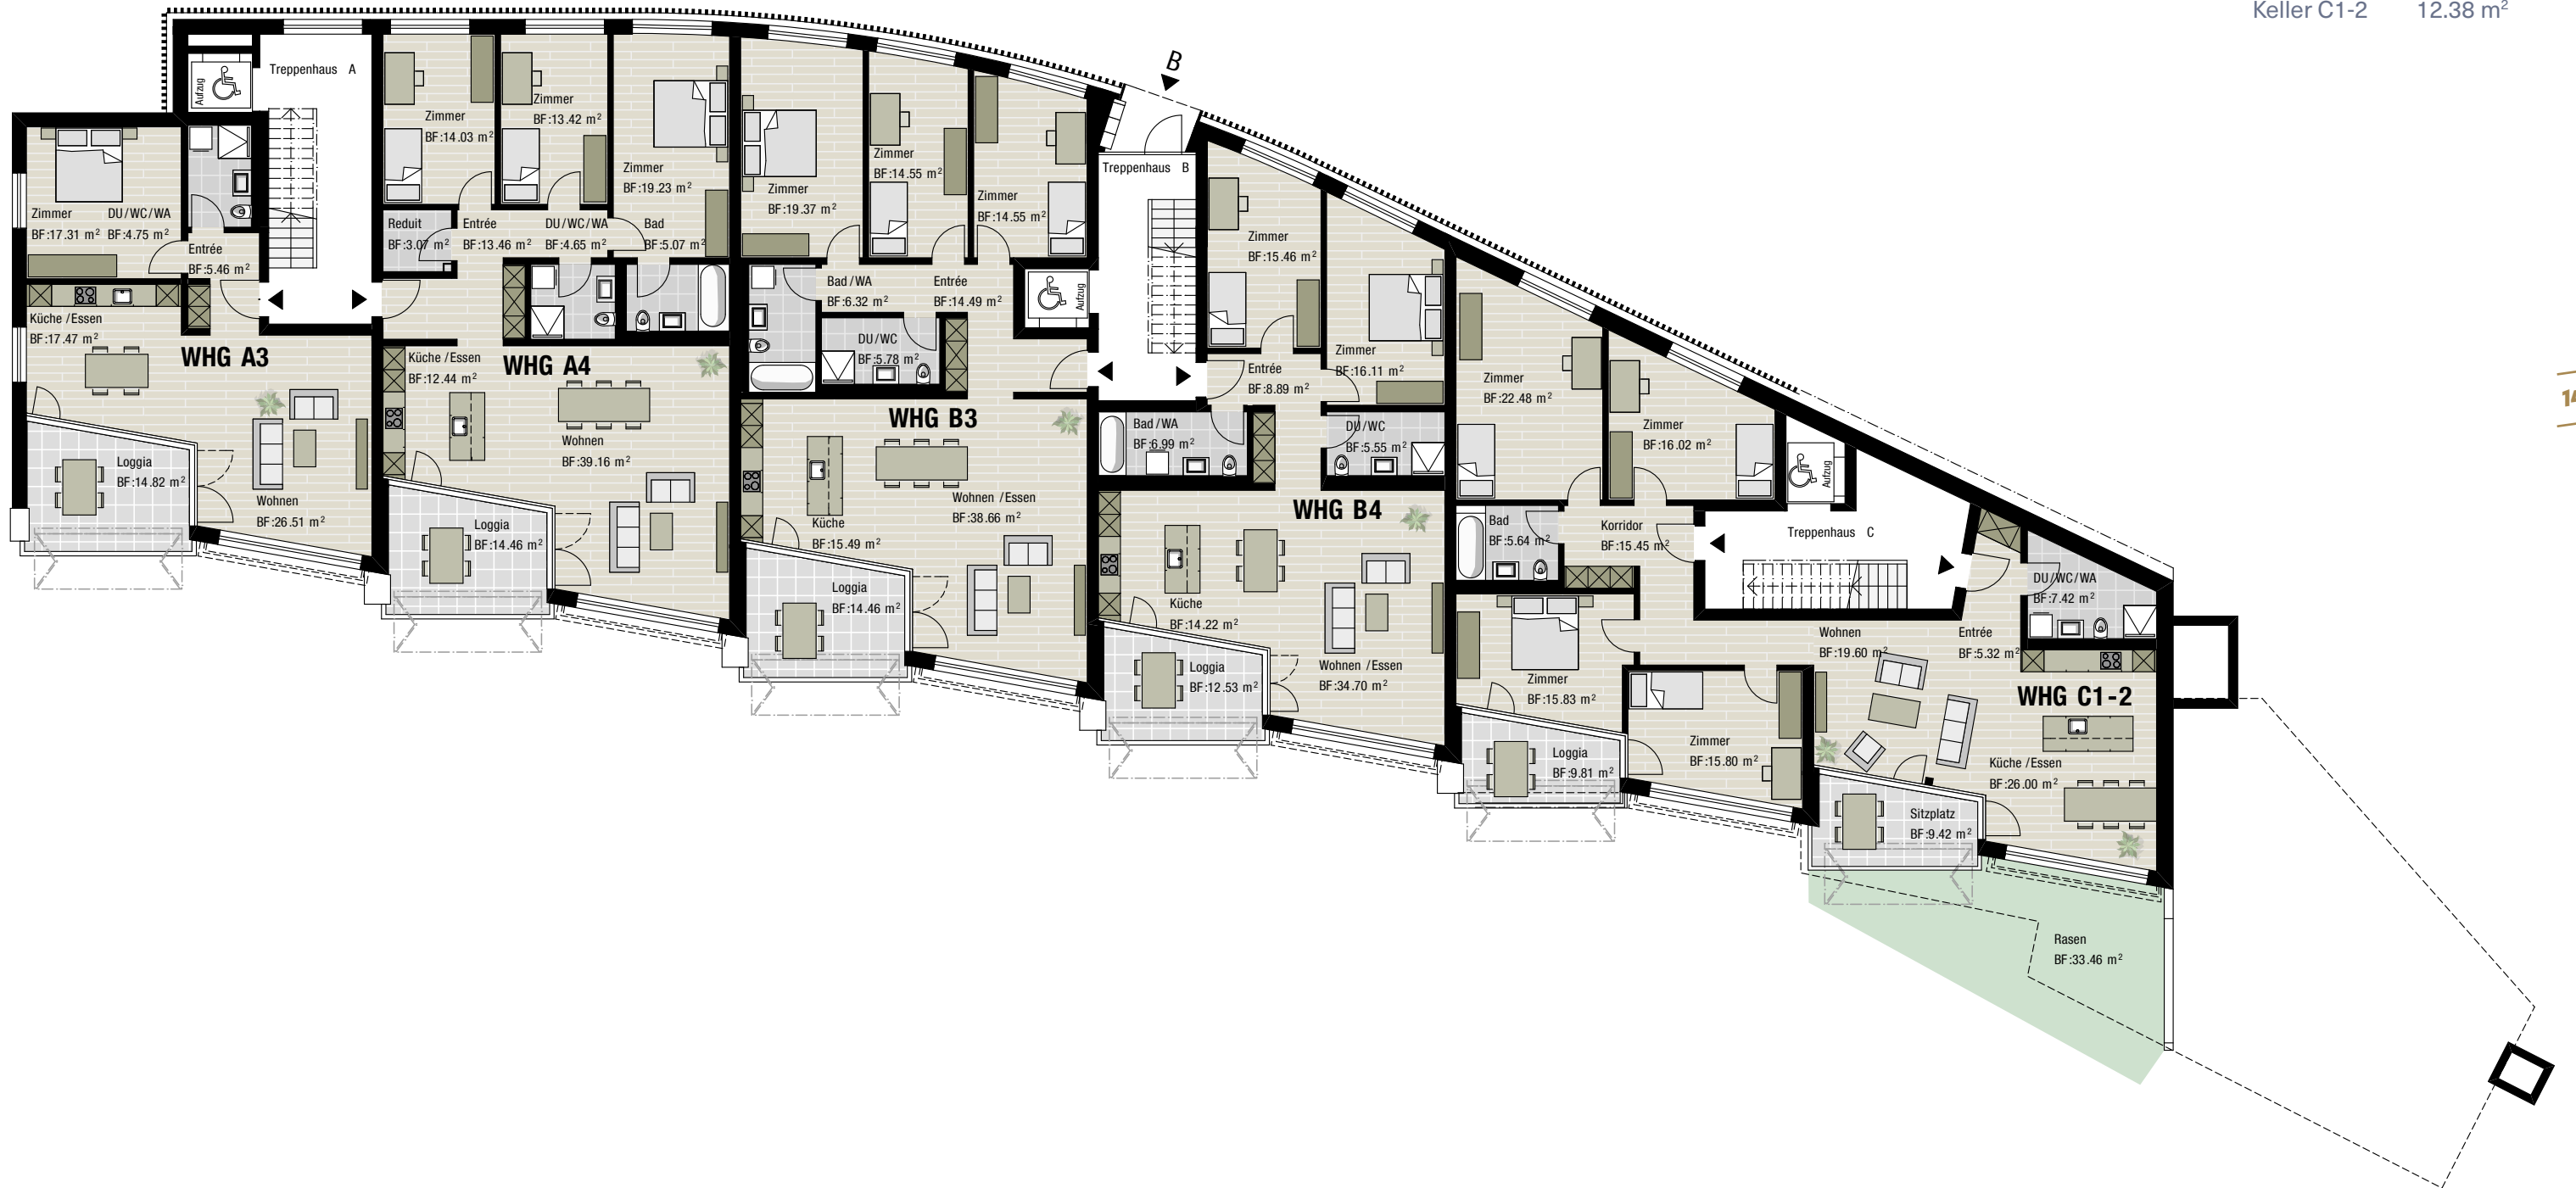 Keller C1-2 12.38 m²
B
14
Treppenhaus A
Aufzug
Zimmer
BF:17.31 m²
DU/WC/WA
BF:4.75 m²
Entrée
BF:5.46 m²
Küche /Essen
BF:17.47 m²
WHG A3
Loggia
BF:14.82 m²
Wohnen
BF:26.51 m²
Zimmer
BF:14.03 m²
Zimmer
BF:13.42 m²
Zimmer
BF:19.23 m²
Reduit
BF:3.07 m²
Entrée
BF:13.46 m²
DU/WC/WA
BF:4.65 m²
Bad
BF:5.07 m²
Küche /Essen
BF:12.44 m²
WHG A4
Wohnen
BF:39.16 m²
Loggia
BF:14.46 m²
Zimmer
BF:19.37 m²
Zimmer
BF:14.55 m²
Zimmer
BF:14.55 m²
Bad/WA
BF:6.32 m²
Entrée
BF:14.49 m²
Aufzug
DU/WC
BF:5.78 m²
WHG B3
Wohnen /Essen
BF:38.66 m²
Küche
BF:15.49 m²
Loggia
BF:14.46 m²
Treppenhaus B
Zimmer
BF:15.46 m²
Zimmer
BF:16.11 m²
Entrée
BF:8.89 m²
Bad/WA
BF:6.99 m²
DU/WC
BF:5.55 m²
WHG B4
Küche
BF:14.22 m²
Loggia
BF:12.53 m²
Wohnen /Essen
BF:34.70 m²
Zimmer
BF:22.48 m²
Zimmer
BF:16.02 m²
Aufzug
Bad
BF:5.64 m²
Korridor
BF:15.45 m²
Treppenhaus C
Zimmer
BF:15.83 m²
Loggia
BF:9.81 m²
Zimmer
BF:15.80 m²
Wohnen
BF:19.60 m²
Entrée
BF:5.32 m²
DU/WC/WA
BF:7.42 m²
WHG C1-2
Küche /Essen
BF:26.00 m²
Sitzplatz
BF:9.42 m²
Rasen
BF:33.46 m²